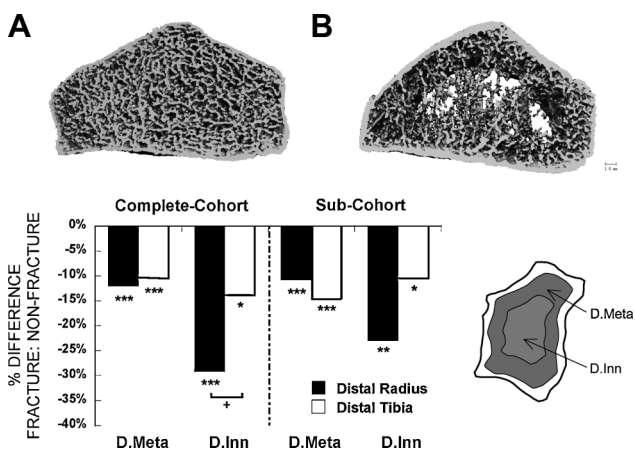 A
B
1.0 mm
Complete-Cohort
Sub-Cohort
% DIFFERENCE
FRACTURE: NON-FRACTURE
0%
-5%
-10%
-15%
-20%
-25%
-30%
-35%
-40%
***
***
***
*
+
***
***
**
*
Distal Radius
Distal Tibia
D.Meta
D.Inn
D.Meta
D.Inn
D.Meta
D.Inn